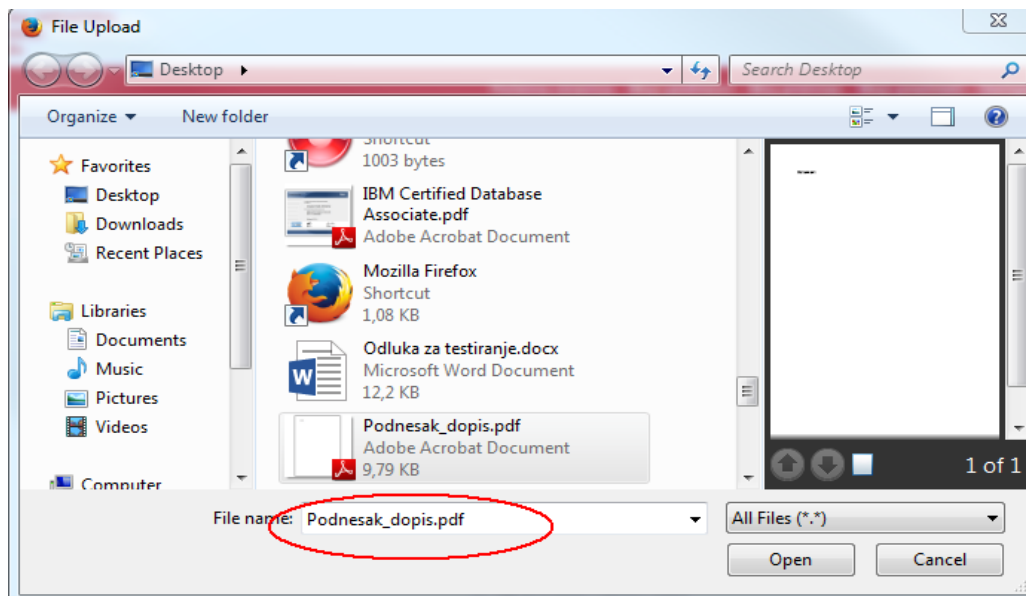 File Upload
Desktop
Search Desktop
Organize
New folder
Favorites
Desktop
Downloads
Recent Places
Libraries
Documents
Music
Pictures
Videos
Computer
Shortcut
1003 bytes
IBM Certified Database
Associate.pdf
Adobe Acrobat Document
Mozilla Firefox
Shortcut
1,08 KB
Odluka za testiranje.docx
Microsoft Word Document
12,2 KB
Podnesak_dopis.pdf
Adobe Acrobat Document
9,79 KB
1 of 1
File name: Podnesak_dopis.pdf
All Files (*.*)
Open
Cancel